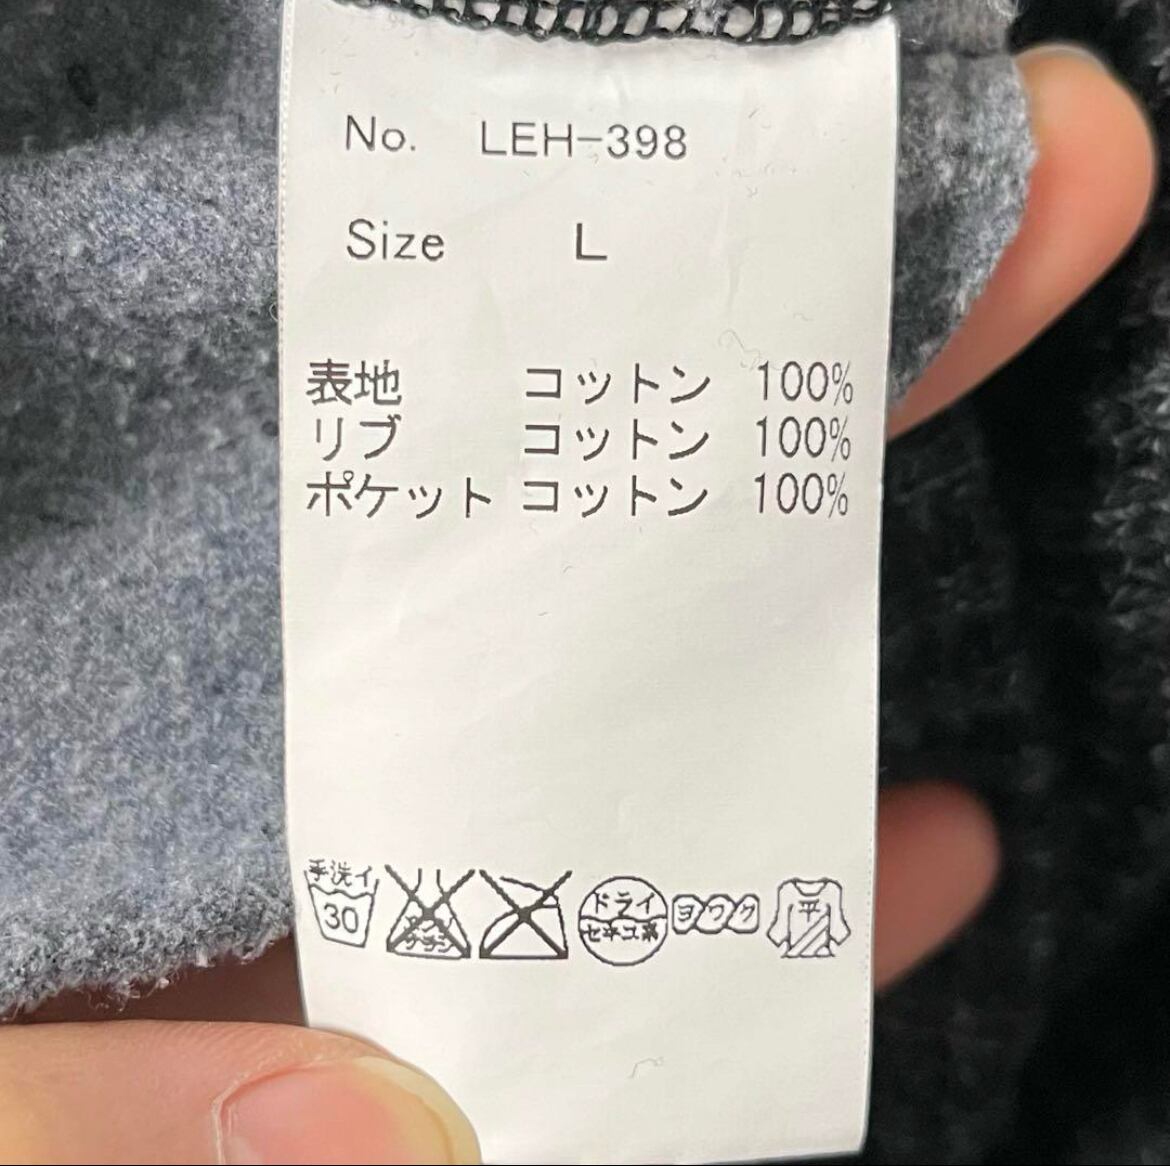 No. LEH-398
Size L
表地 コットン 100%
リブ コットン 100%
ポケット コットン 100%
手洗イ
30
ドライ
セキユ系
ヨワク
平